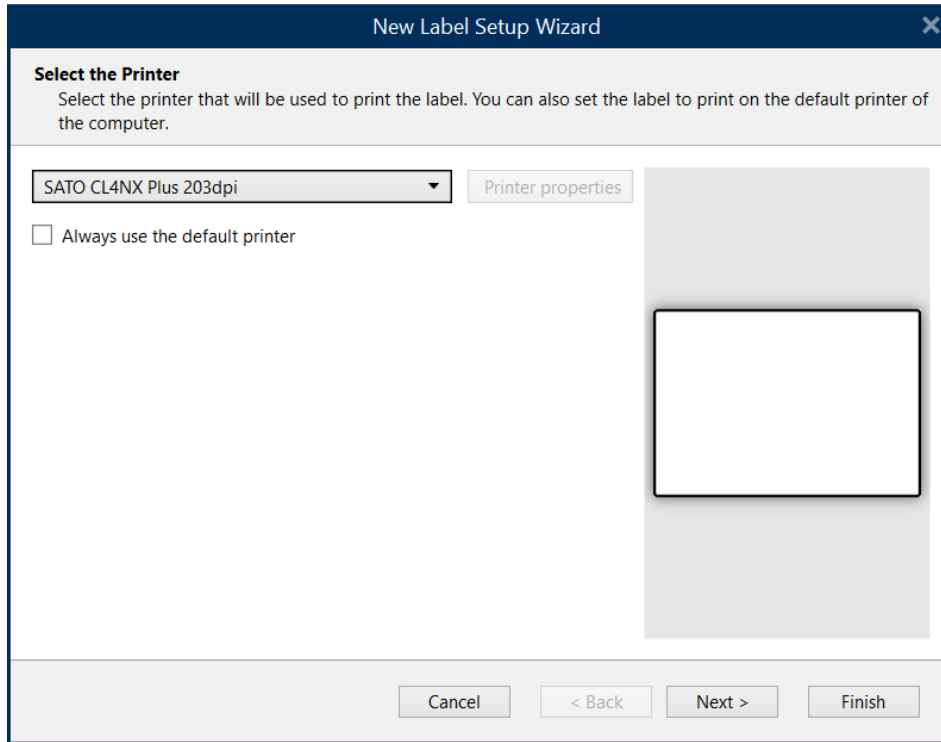 New Label Setup Wizard
Select the Printer
Select the printer that will be used to print the label. You can also set the label to print on the default printer of
the computer.
SATO CL4NX Plus 203dpi
Printer properties
Always use the default printer
Cancel
< Back
Next >
Finish